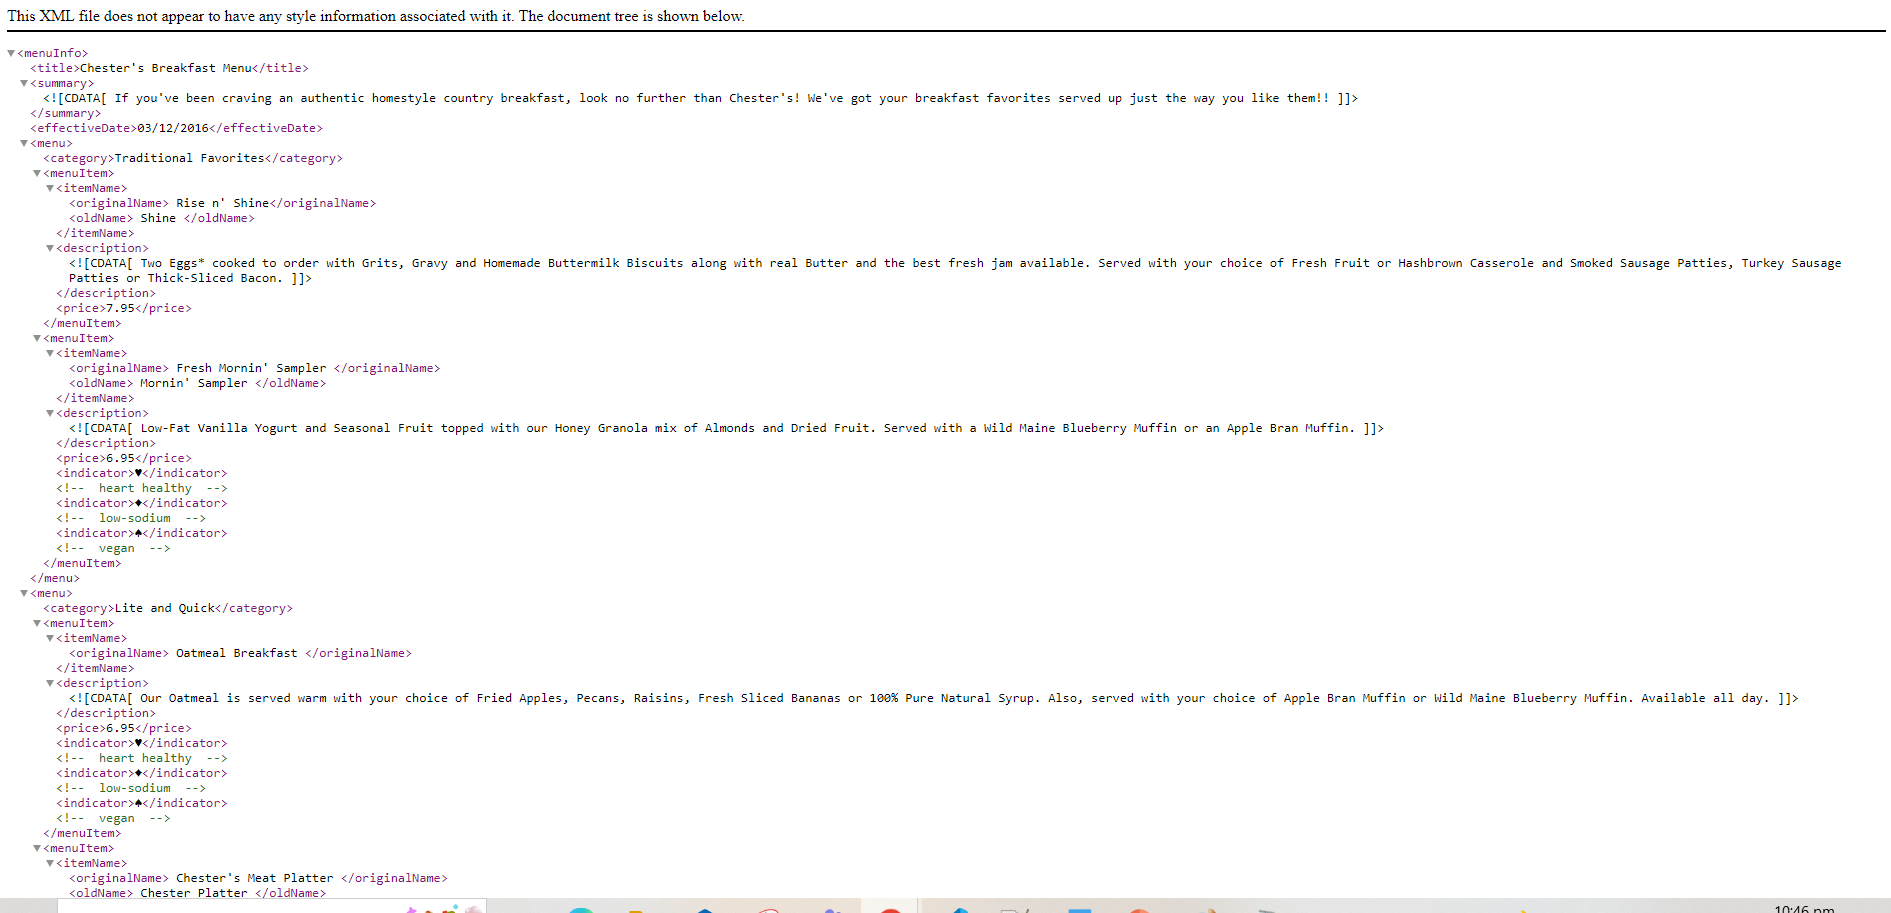 This XML file does not appear to have any style information associated with it. The document tree is shown below.
▼<menuInfo>
<title>Chester's Breakfast Menu</title>
▼<summary>
<![CDATA[ If you've been craving an authentic homestyle country breakfast, look no further than Chester's! We've got your breakfast favorites served up just the way you like them!! ]]>
</summary>
<effectiveDate>03/12/2016</effectiveDate>
▼<menu>
<category>Traditional Favorites</category>
▼<menuItem>
▼<itemName>
<originalName> Rise n' Shine</originalName>
<oldName> Shine </oldName>
</itemName>
▼<description>
<![CDATA[ Two Eggs* cooked to order with Grits, Gravy and Homemade Buttermilk Biscuits along with real Butter and the best fresh jam available. Served with your choice of Fresh Fruit or Hashbrown Casserole and Smoked Sausage Patties, Turkey Sausage
Patties or Thick-Sliced Bacon. ]]>
</description>
<price>7.95</price>
</menuItem>
▼<menuItem>
▼<itemName>
<originalName> Fresh Mornin' Sampler </originalName>
<oldName> Mornin' Sampler </oldName>
</itemName>
▼<description>
<![CDATA[ Low-Fat Vanilla Yogurt and Seasonal Fruit topped with our Honey Granola mix of Almonds and Dried Fruit. Served with a Wild Maine Blueberry Muffin or an Apple Bran Muffin. ]]>
</description>
<price>6.95</price>
<indicator>♥</indicator>
<!-- heart healthy -->
<indicator>♦</indicator>
<!-- low-sodium -->
<indicator>♠</indicator>
<!-- vegan -->
</menuItem>
</menu>
▼<menu>
<category>Lite and Quick</category>
▼<menuItem>
▼<itemName>
<originalName> Oatmeal Breakfast </originalName>
</itemName>
▼<description>
<![CDATA[ Our Oatmeal is served warm with your choice of Fried Apples, Pecans, Raisins, Fresh Sliced Bananas or 100% Pure Natural Syrup. Also, served with your choice of Apple Bran Muffin or Wild Maine Blueberry Muffin. Available all day. ]]>
</description>
<price>6.95</price>
<indicator>♥</indicator>
<!-- heart healthy -->
<indicator>♦</indicator>
<!-- low-sodium -->
<indicator>♠</indicator>
<!-- vegan -->
</menuItem>
▼<menuItem>
▼<itemName>
<originalName> Chester's Meat Platter </originalName>
<oldName> Chester Platter </oldName>
10:46 pm